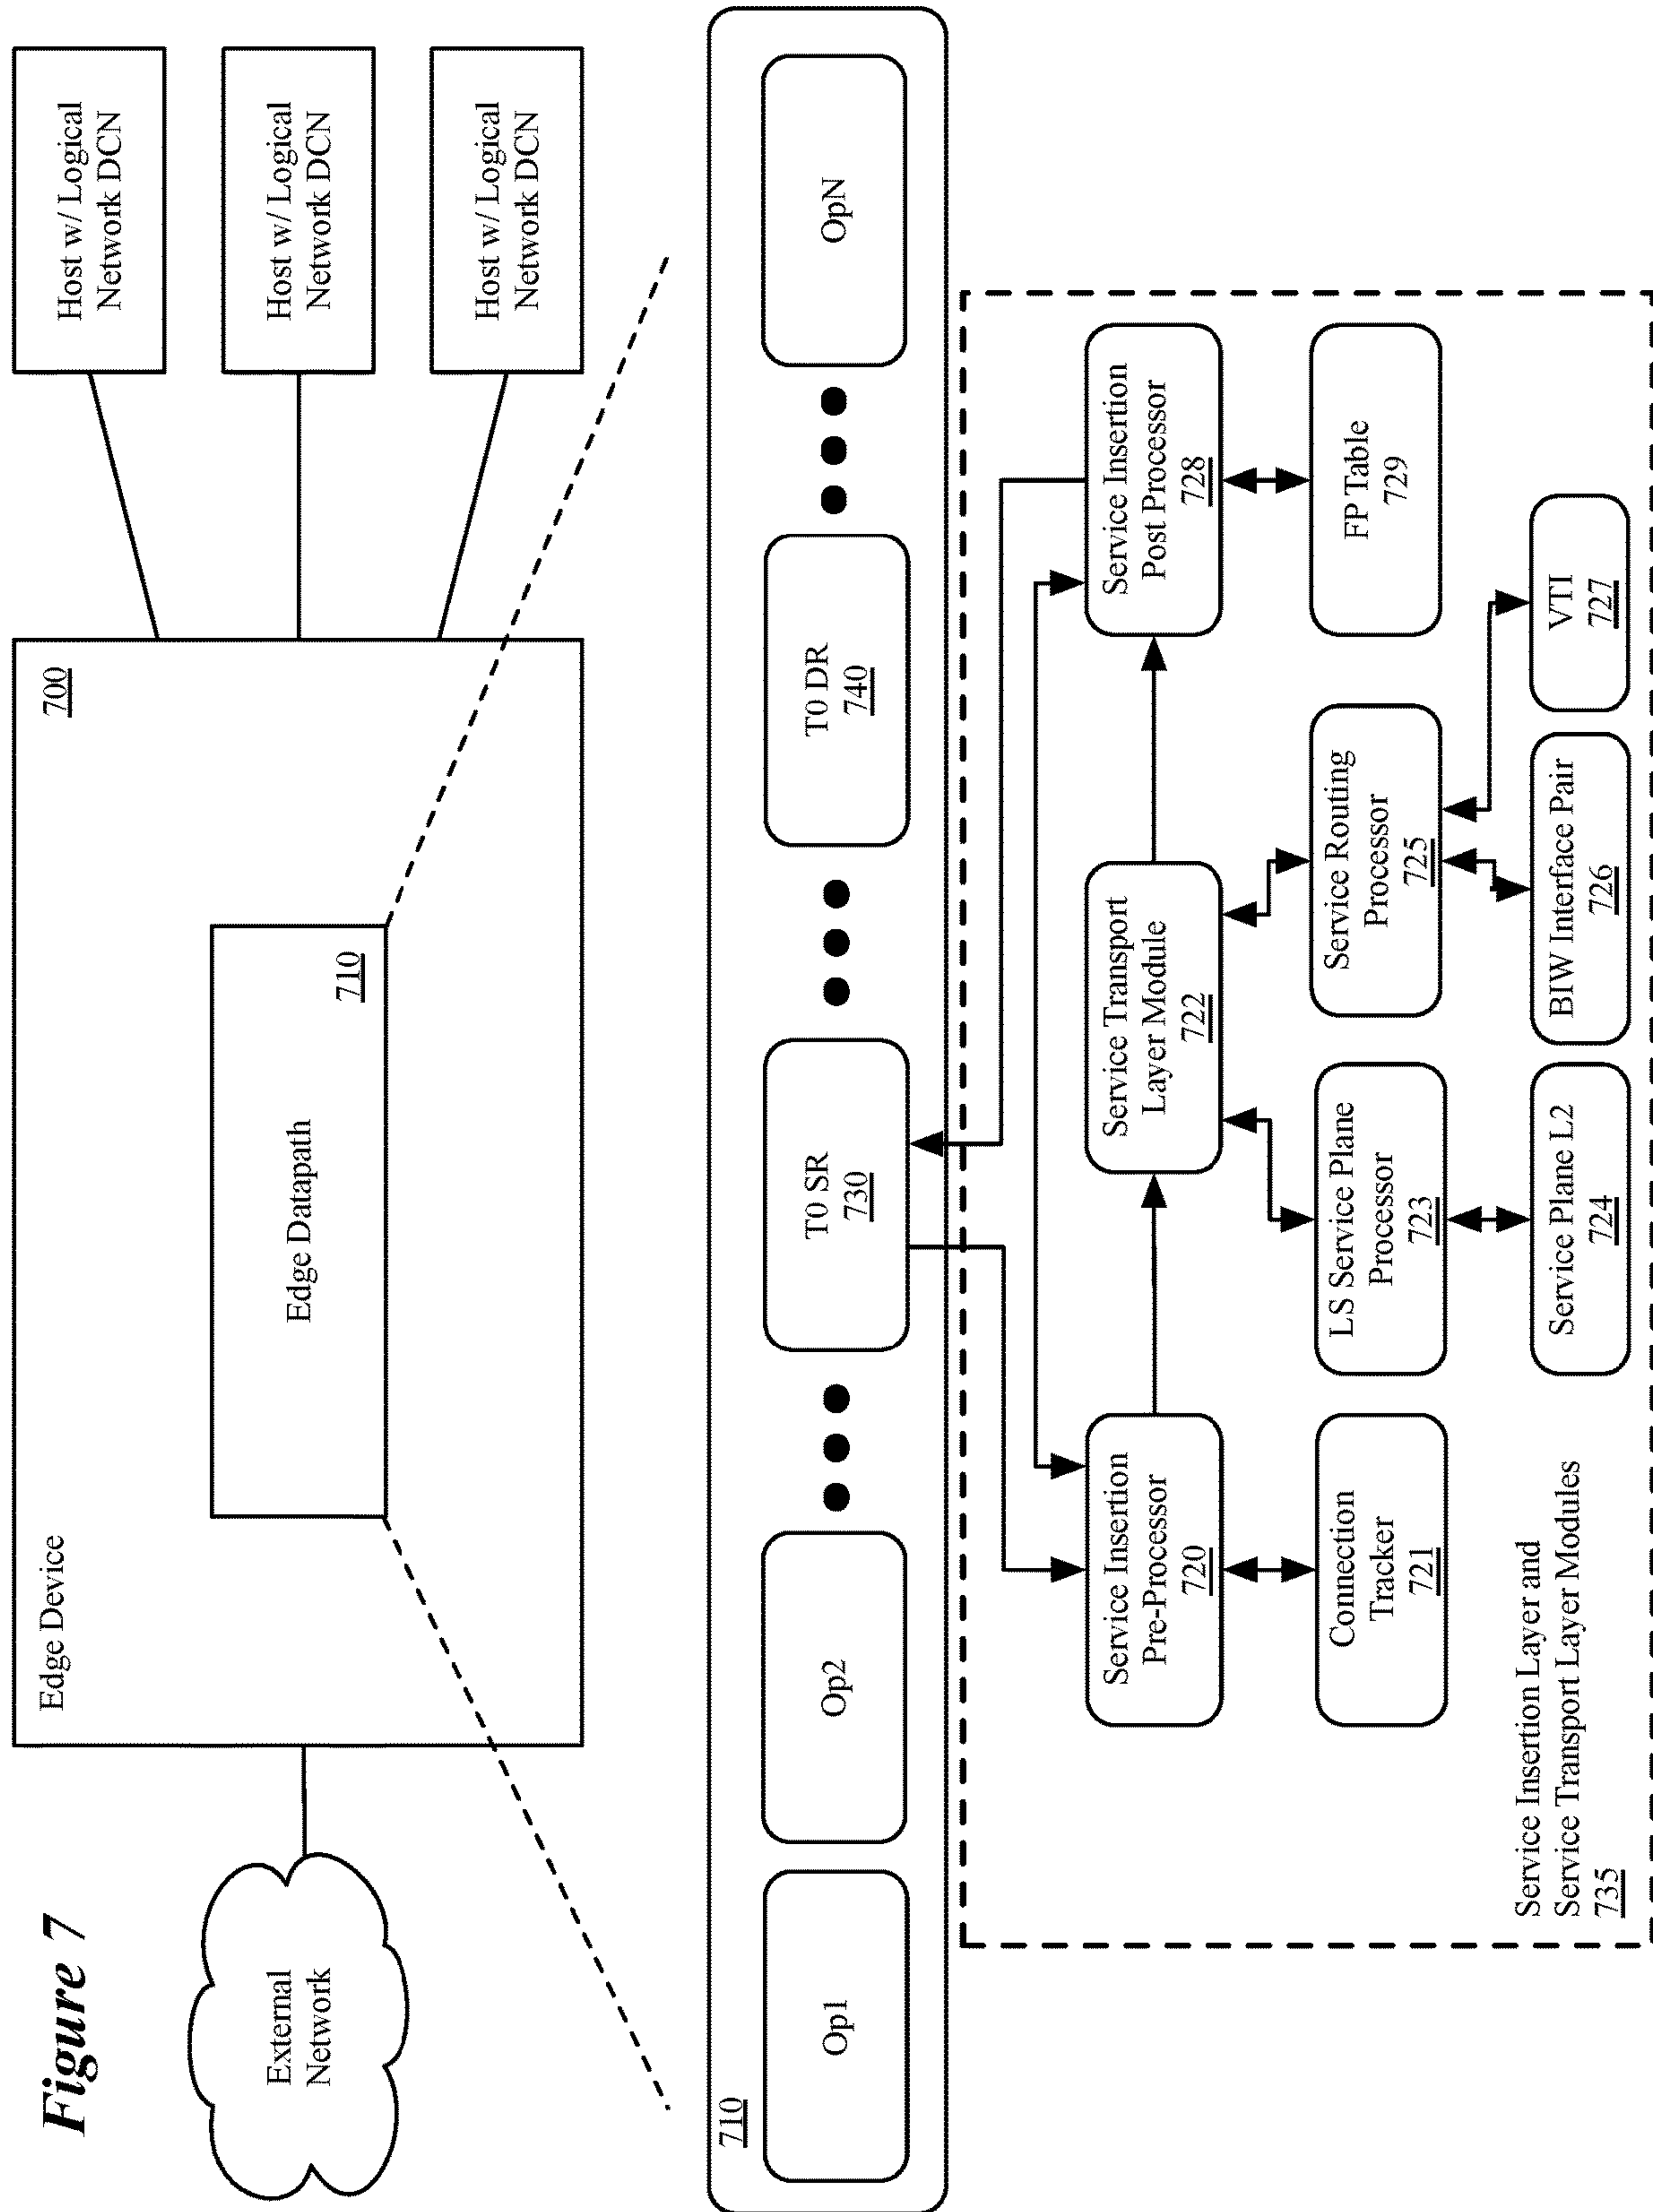 Figure 7
External
Network
Edge Device
700
Edge Datapath
710
Host w/ Logical
Network DCN
Host w/ Logical
Network DCN
Host w/ Logical
Network DCN
710
Op1
Op2
T0 SR
730
T0 DR
740
OpN
Service Insertion
Pre-Processor
720
Service Transport
Layer Module
722
Service Insertion
Post Processor
728
Connection
Tracker
721
LS Service Plane
Processor
723
Service Routing
Processor
725
FP Table
729
Service Plane L2
724
BIW Interface Pair
726
VTI
727
Service Insertion Layer and
Service Transport Layer Modules
735